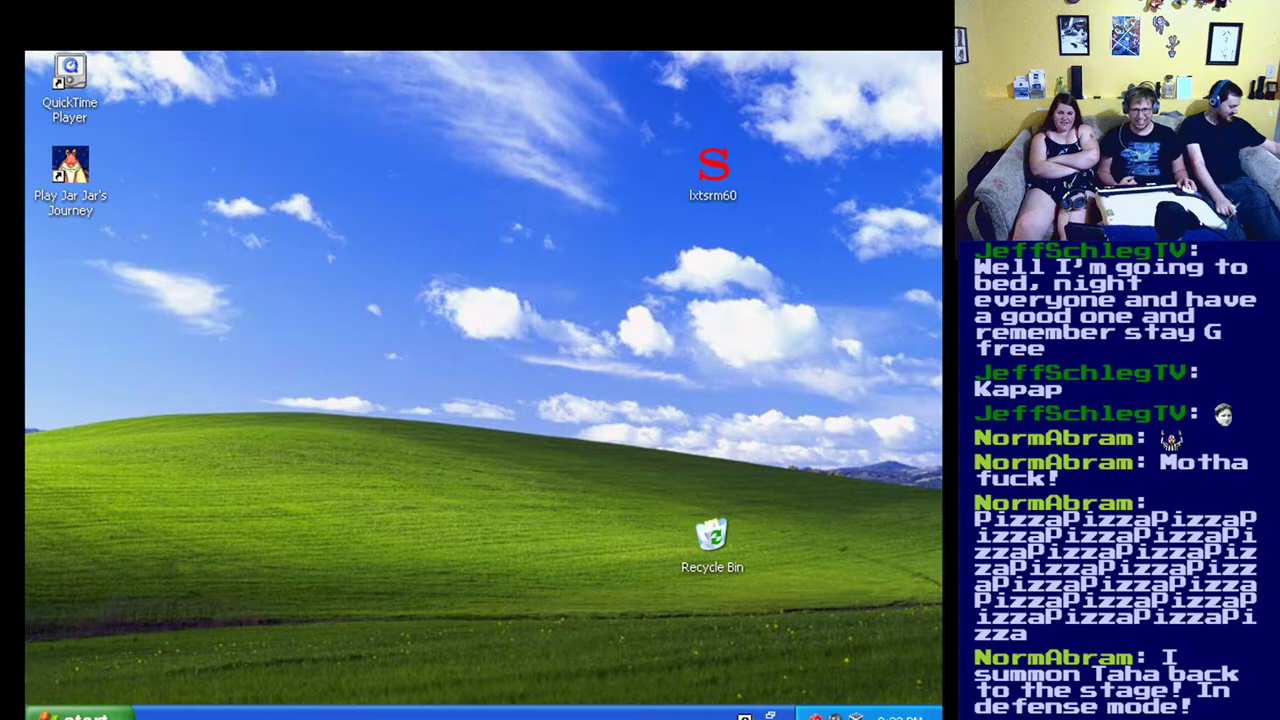 QuickTime
Player
Play Jar Jar's
Journey
S
lxtsrm60
Recycle Bin
start
JeffSchlegTV:
Well I'm going to
bed, night
everyone and have
a good one and
remember stay G
free
JeffSchlegTV:
Kapap
JeffSchlegTV:
NormAbram:
NormAbram: Motha
fuck!
NormAbram:
PizzaPizzaPizzaP
izzaPizzaPizzaPi
zzaPizzaPizzaPiz
zaPizzaPizzaPizz
aPizzaPizzaPizza
PizzaPizzaPizzaP
izzaPizzaPizzaPi
zza
NormAbram: I
summon Taha back
to the stage! In
defense mode!